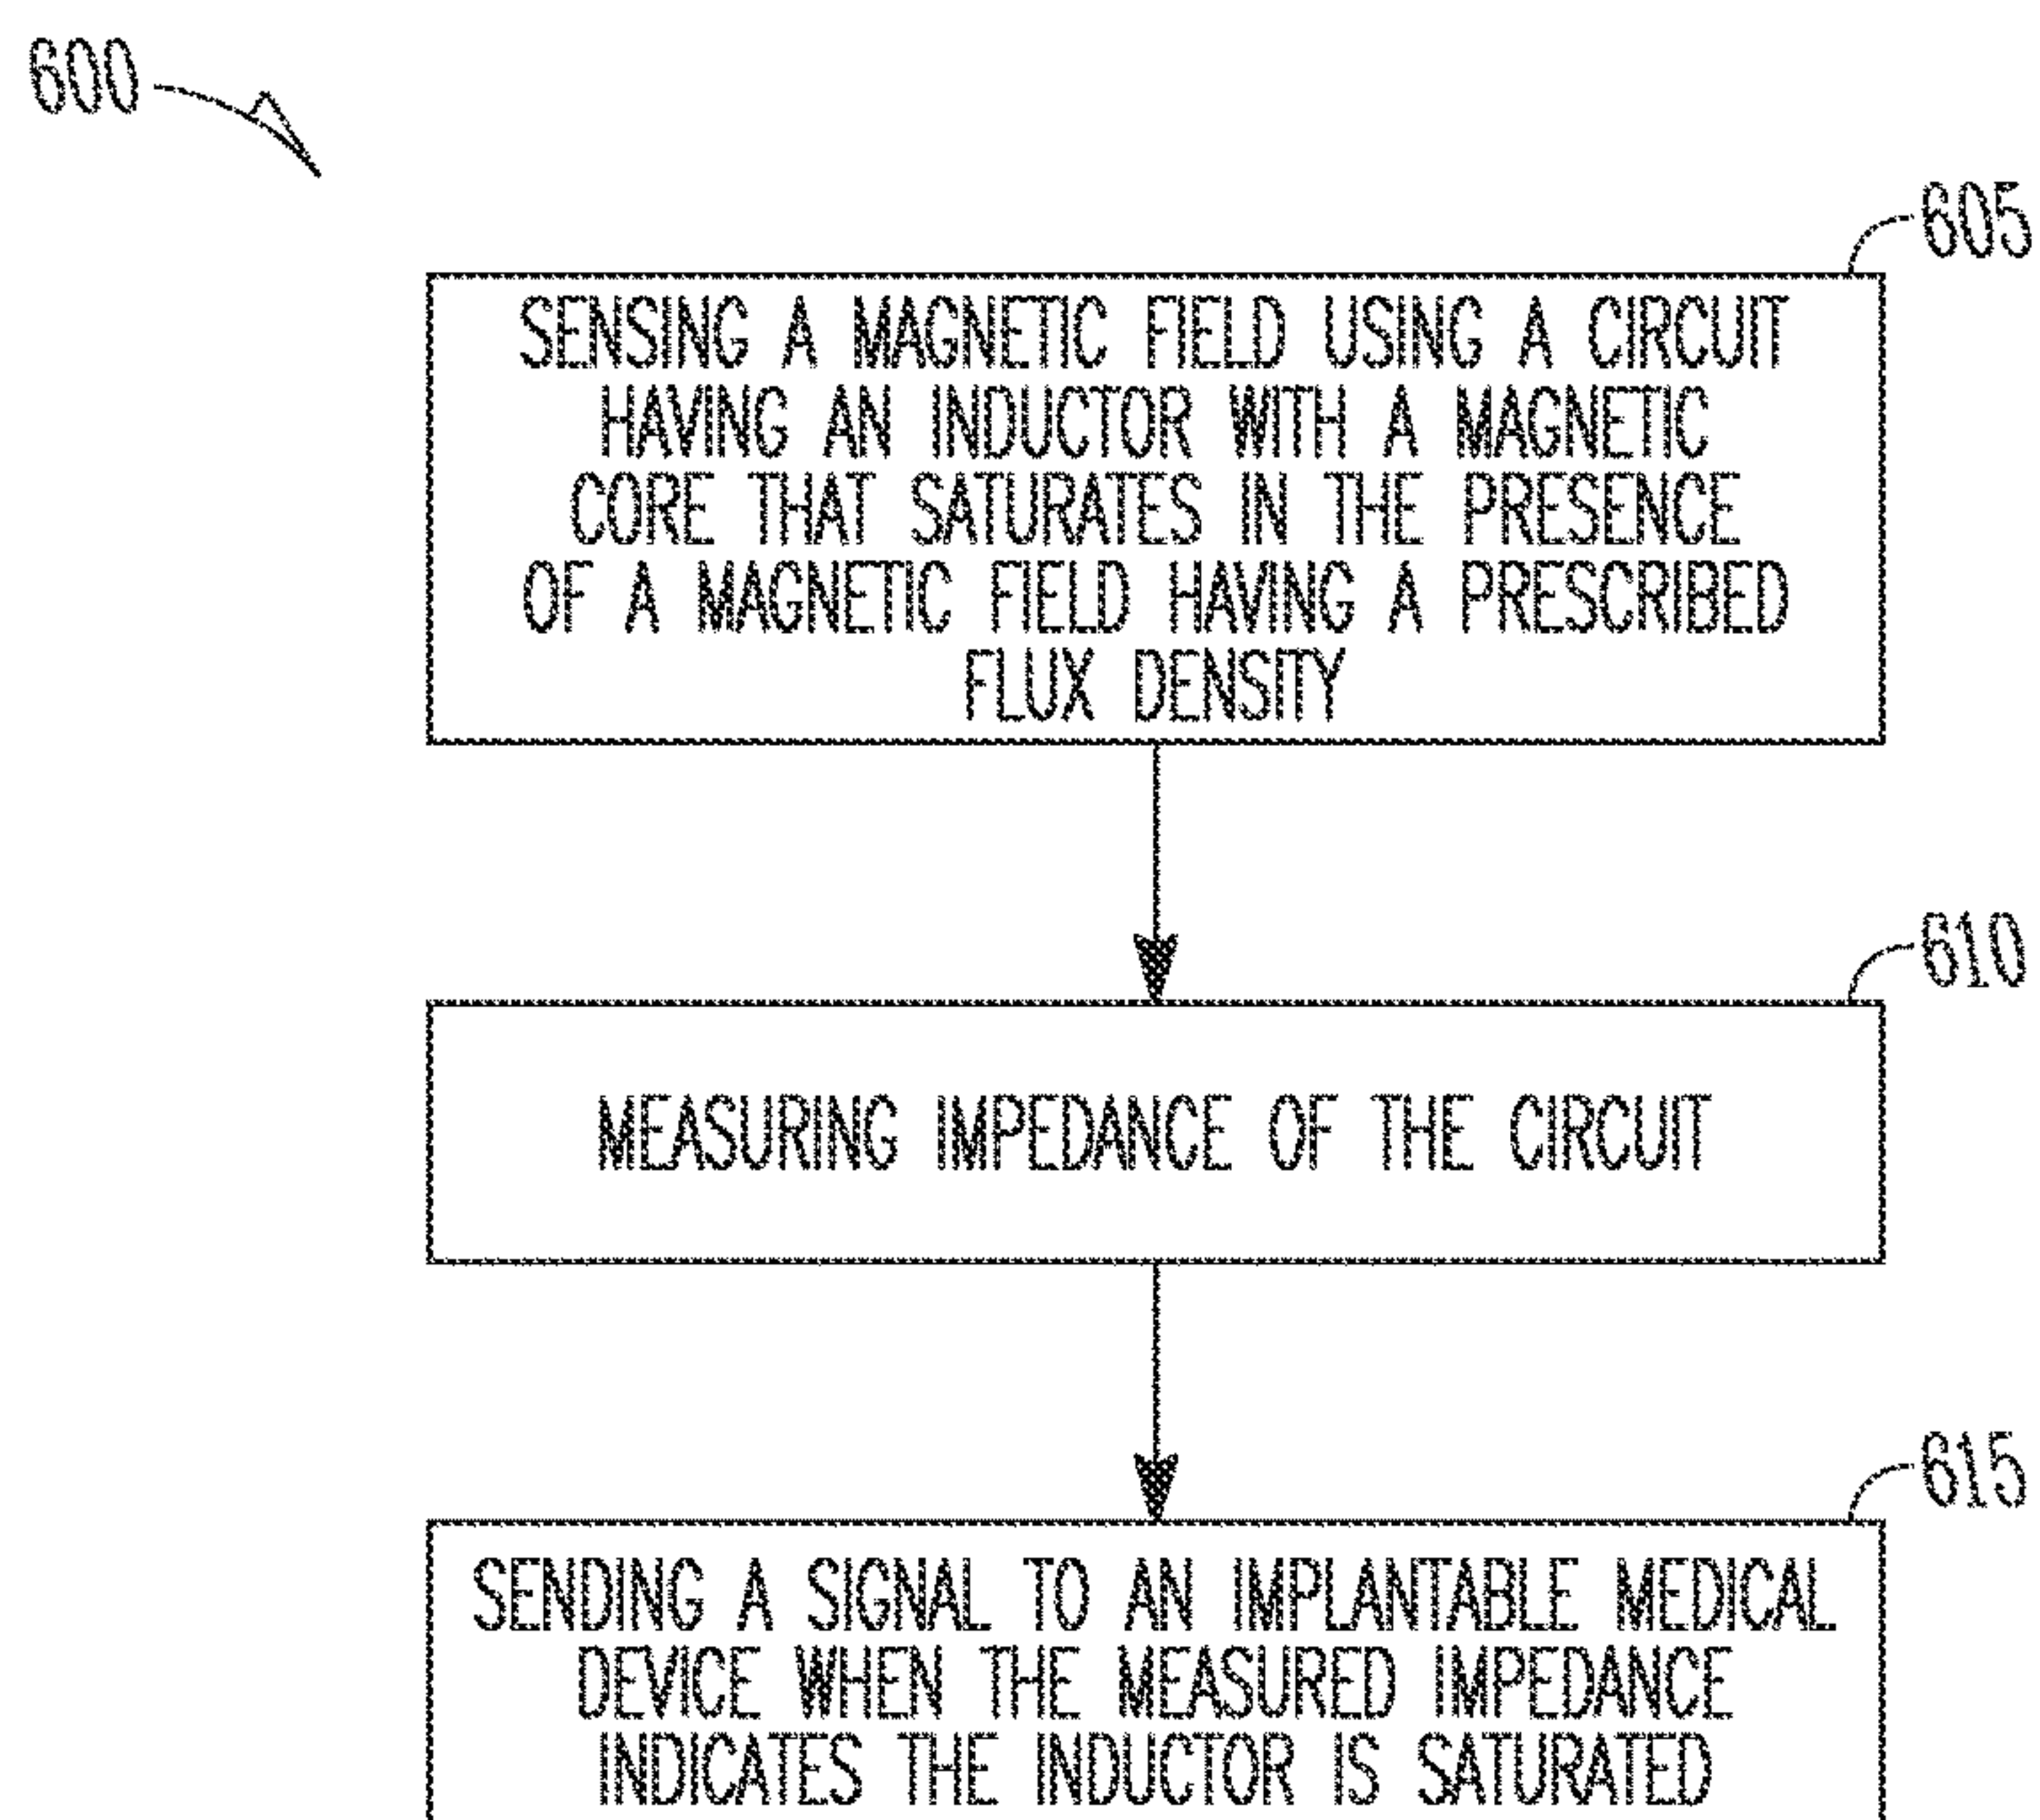 600
605
SENSING A MAGNETIC FIELD USING A CIRCUIT
HAVING AN INDUCTOR WITH A MAGNETIC
CORE THAT SATURATES IN THE PRESENCE
OF A MAGNETIC FIELD HAVING A PRESCRIBED
FLUX DENSITY
610
MEASURING IMPEDANCE OF THE CIRCUIT
615
SENDING A SIGNAL TO AN IMPLANTABLE MEDICAL
DEVICE WHEN THE MEASURED IMPEDANCE
INDICATES THE INDUCTOR IS SATURATED